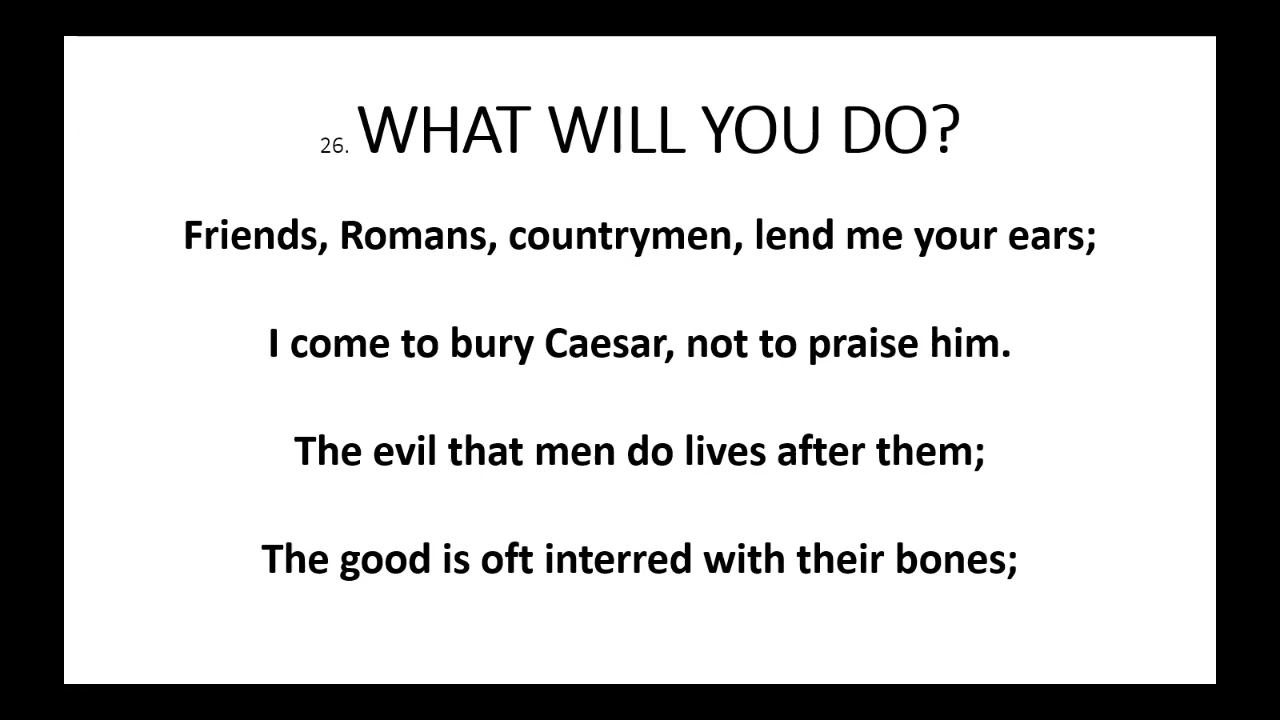 26. WHAT WILL YOU DO?
Friends, Romans, countrymen, lend me your ears;
I come to bury Caesar, not to praise him.
The evil that men do lives after them;
The good is oft interred with their bones;